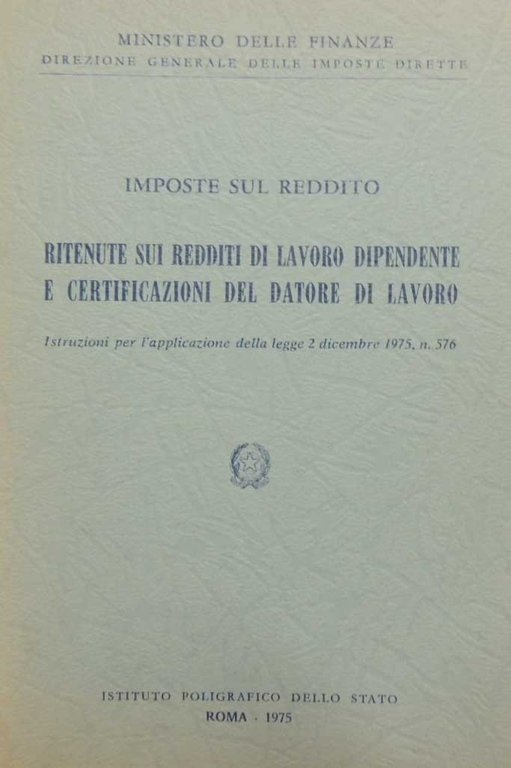 MINISTERO DELLE FINANZE
DIREZIONE GENERALE DELLE IMPOSTE DIRETTE
IMPOSTE SUL REDDITO
RITENUTE SUI REDDITI DI LAVORO DIPENDENTE
E CERTIFICAZIONI DEL DATORE DI LAVORO
Istruzioni per l'applicazione della legge 2 dicembre 1975, n. 576
ISTITUTO POLIGRAFICO DELLO STATO
ROMA - 1975